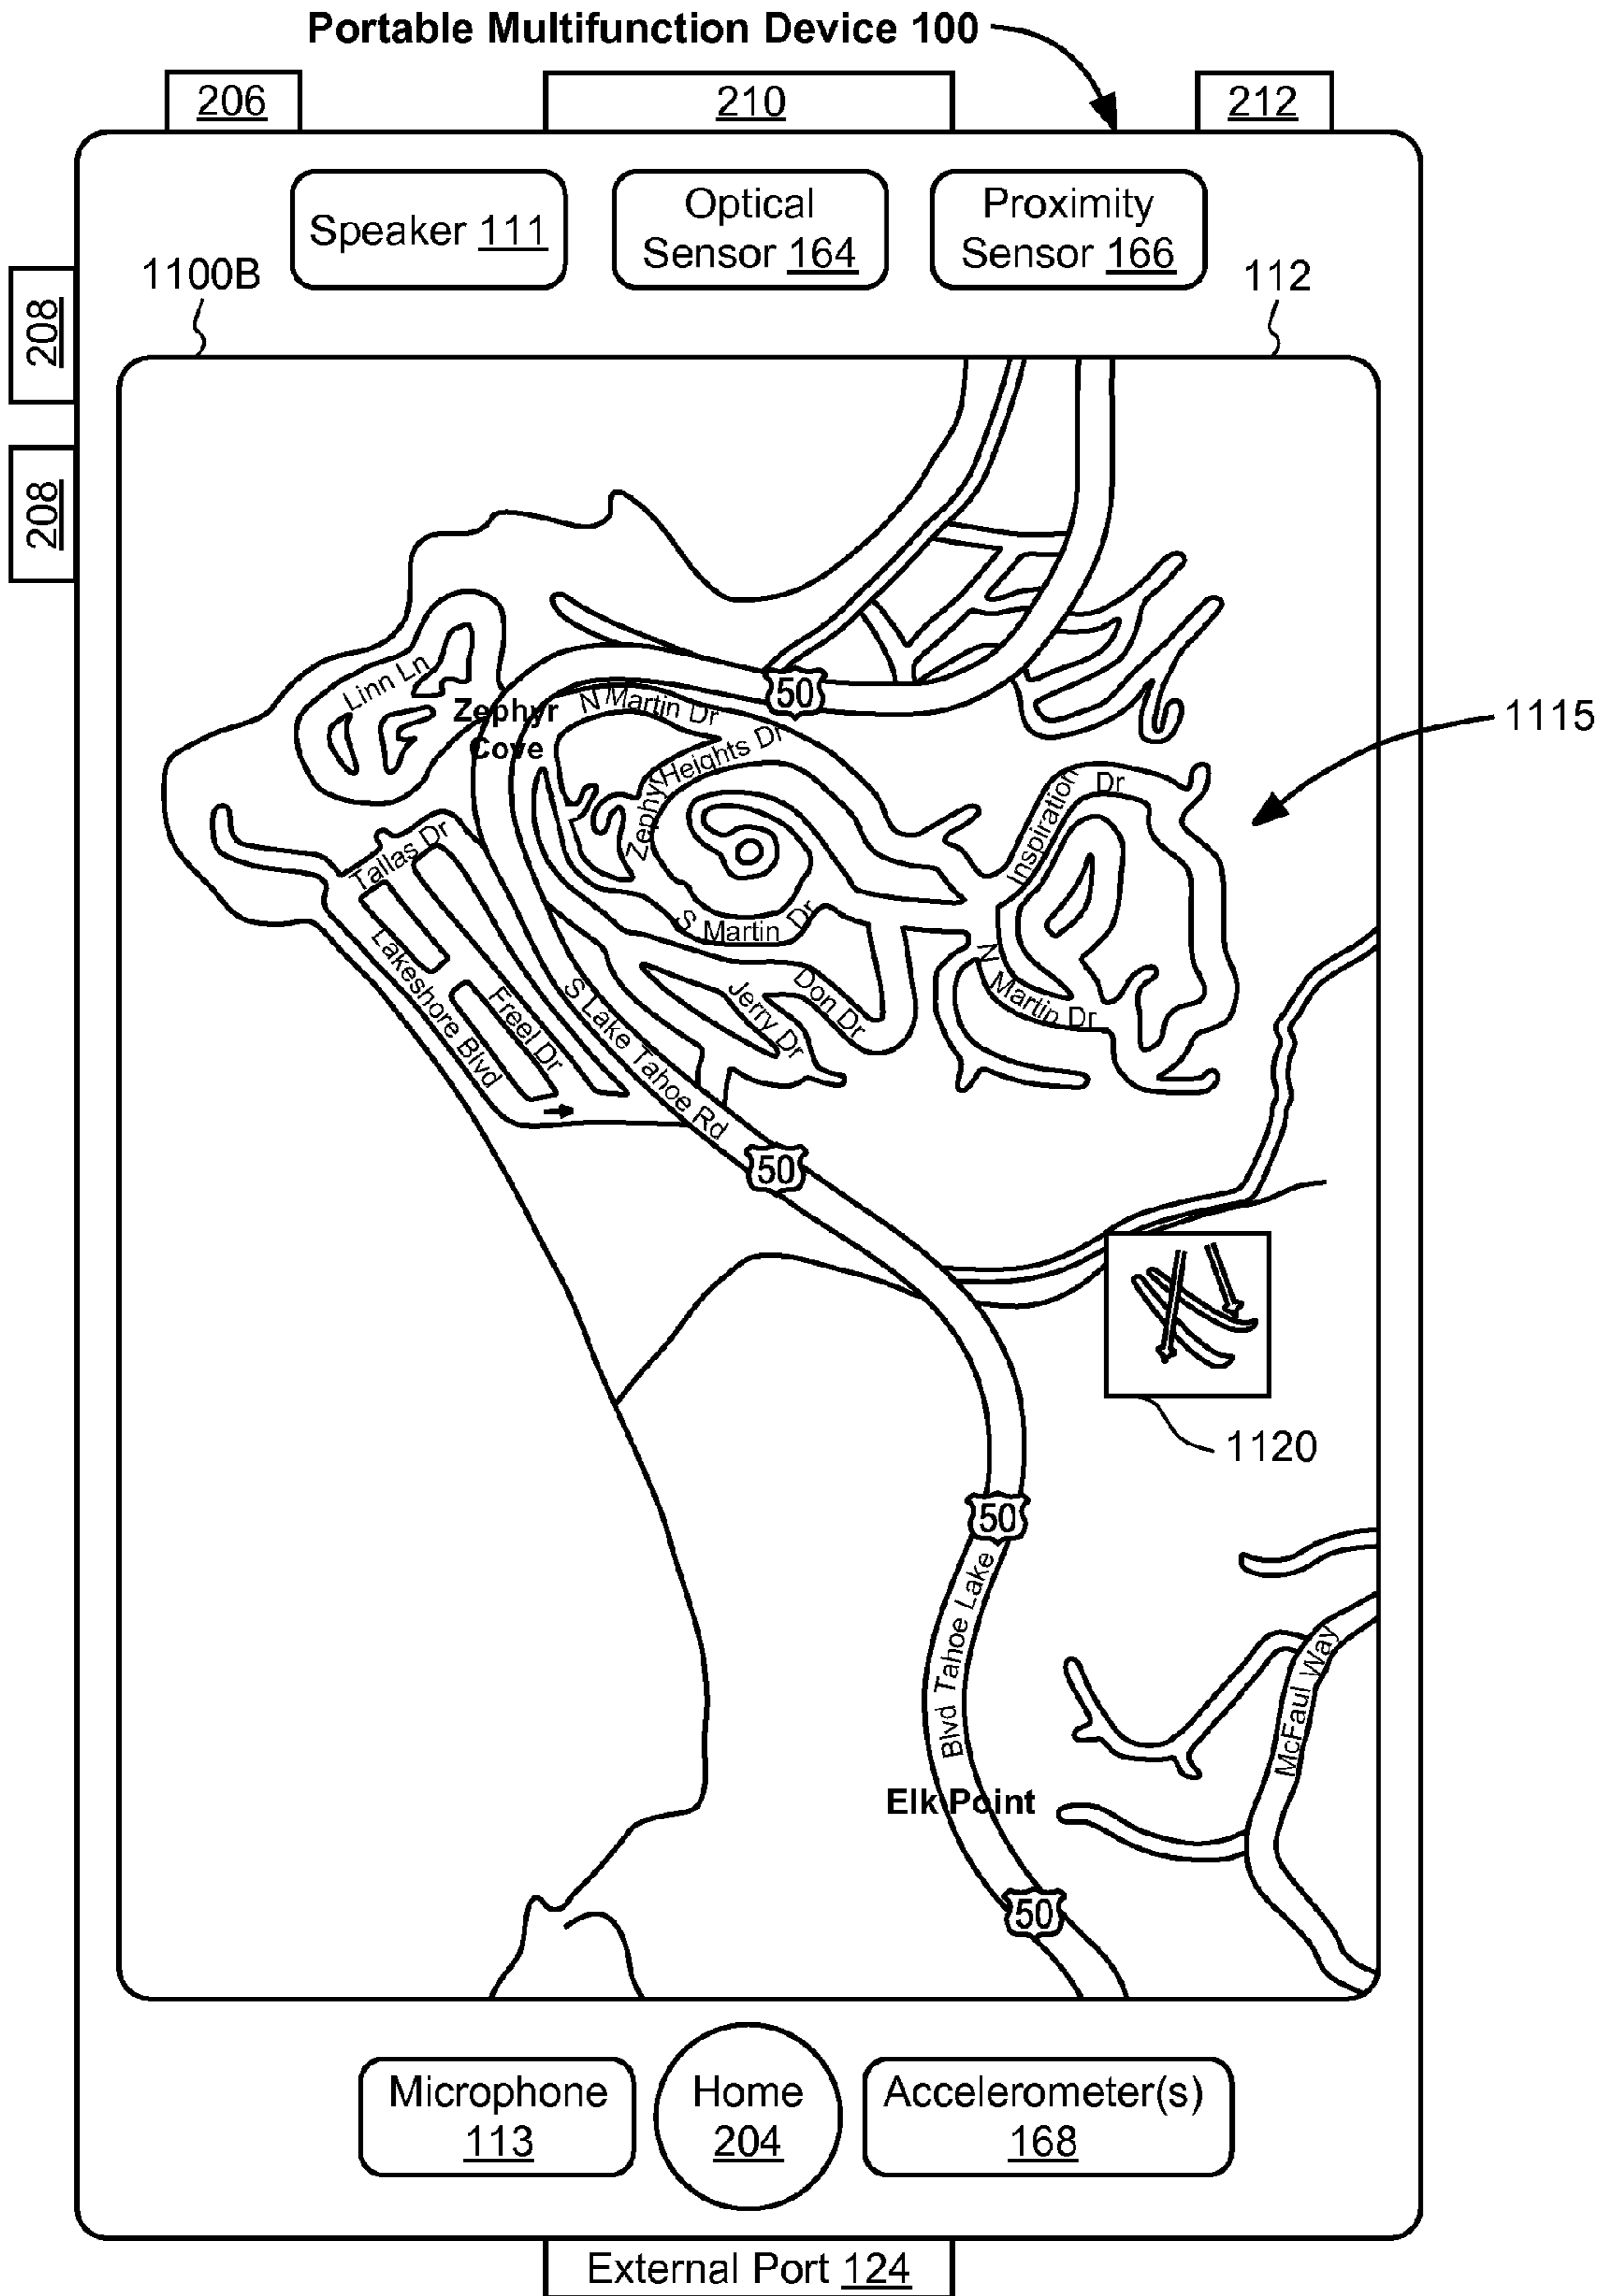 Portable Multifunction Device 100
206
210
212
Speaker 111
Optical
Sensor 164
Proximity
Sensor 166
208
208
1100B
112
50
Linn Ln
Zephyr
Cove
N Martin Dr
Zephyr Heights Dr
1115
Inspiration Dr
Tallas Dr
S Martin Dr
Lakeshore Blvd
Freel Dr
S Lake Tahoe Rd
Jerry Dr
Don Dr
N Martin Dr
50
1120
50
Blvd Tahoe Lake
McFaul Way
Elk Point
50
Microphone
113
Home
204
Accelerometer(s)
168
External Port 124